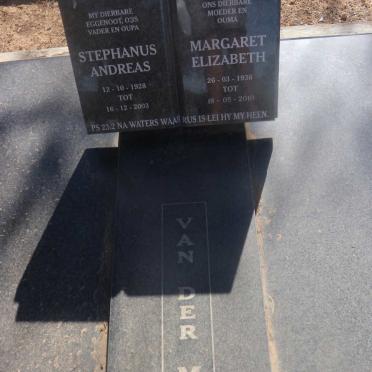 MY DIERBARE
EGGENOOT, ONS
VADER EN OUPA
STEPHANUS
ANDREAS
12 - 10 - 1928
TOT
16 - 12 - 2003
ONS DIERBARE
MOEDER EN
OUMA
MARGARET
ELIZABETH
26 - 03 - 1936
TOT
18 - 05 - 2010
PS 23:2 NA WATERS WAAR RUS IS LEI HY MY HEEN.
VAN DER M